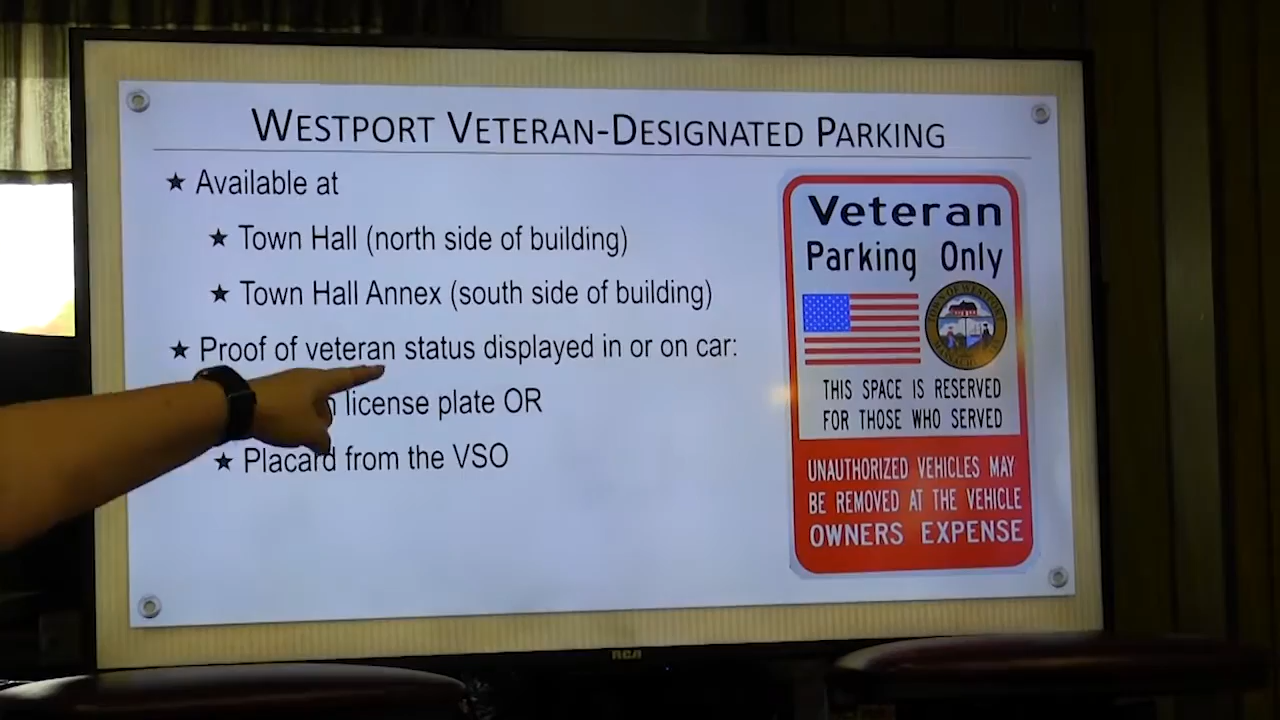 WESTPORT VETERAN-DESIGNATED PARKING
Available at
Town Hall (north side of building)
Town Hall Annex (south side of building)
Proof of veteran status displayed in or on car:
license plate OR
Placard from the VSO
Veteran
Parking Only
TOWN OF WESTPORT
THIS SPACE IS RESERVED
FOR THOSE WHO SERVED
UNAUTHORIZED VEHICLES MAY
BE REMOVED AT THE VEHICLE
OWNERS EXPENSE
RCA